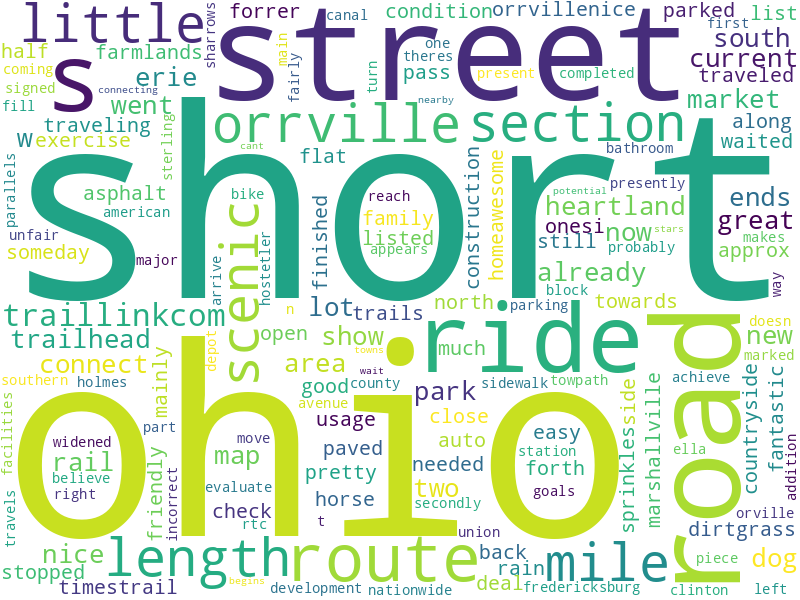 little
street
forrer
sharrows
canal
condition
orrvillenice
parked
list
half
farmlands
main
one
first
south
coming
s
erie
fairly
theres
turn
pass
present
completed
current
signed
connecting
traveled
fill
went
nearby
market
traveling
orrville
section
along
w
exercise
sterling
cant
flat
bathroom
waited
parallels
short
asphalt
bike
reach
construction
potential
presently
ends
american
scenic
family
homeawesome
heartland
great
unfair
hostetler
listed
onesi
now
stars
someday
major
finished
appears
still
probably
makes
approx
arrive
already
block
way
n
north
towards
traillinkcom
lot
trails
parking
trailhead
depot
open
show
towns
ride
road
new
doesn
much
marked
connect
mainly
area
wait
sidewalk
towpath
achieve
southern
holmes
good
county
park
side
countryside
fantastic
avenue
usage
close
easy
facilities
part
ohio
widened
move
auto
station
sprinkles
marshallville
ella
rail
map
paved
needed
forth
believe
friendly
pretty
two
goals
addition
right
incorrect
evaluate
horse
secondly
orville
travels
check
rtc
t
union
dirtgrass
nice
length
route
back
mile
piece
dog
stopped
rain
timestrail
begins
development
nationwide
deal
fredericksburg
clinton
left